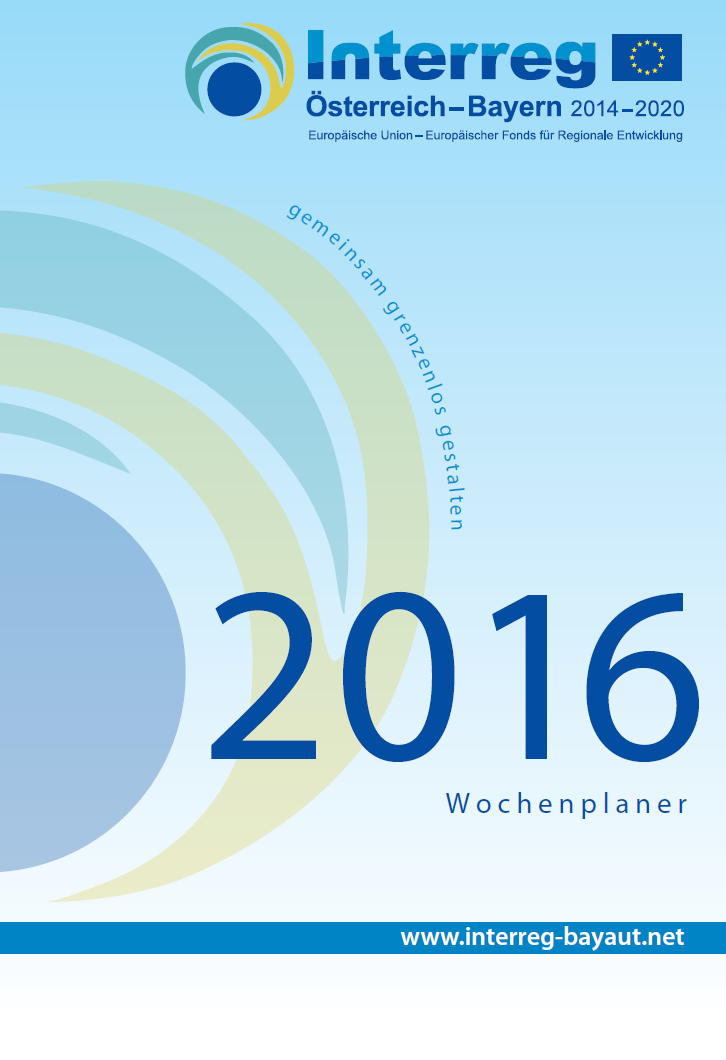 Interreg
Österreich–Bayern 2014–2020
Europäische Union – Europäischer Fonds für Regionale Entwicklung
gemeinsam grenzenlos gestalten
2016
Wochenplaner
www.interreg-bayaut.net